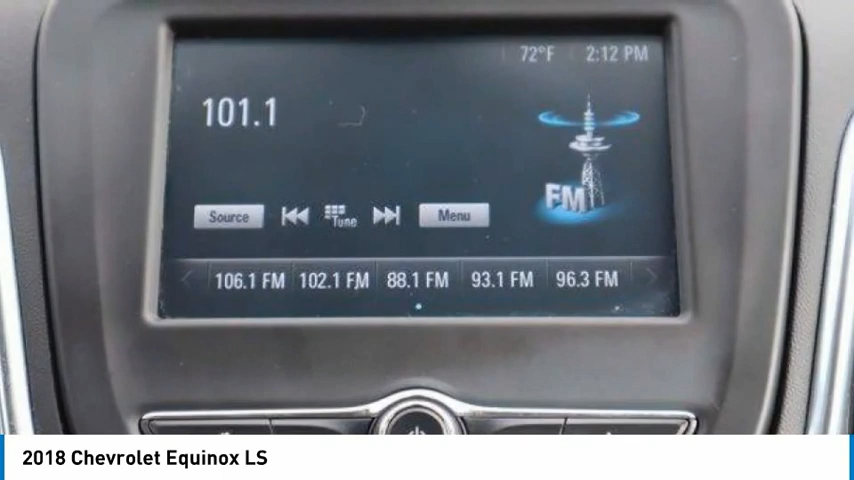 72°F 2:12 PM
101.1
FM
Source Tune Menu
106.1 FM 102.1 FM 88.1 FM 93.1 FM 96.3 FM
2018 Chevrolet Equinox LS